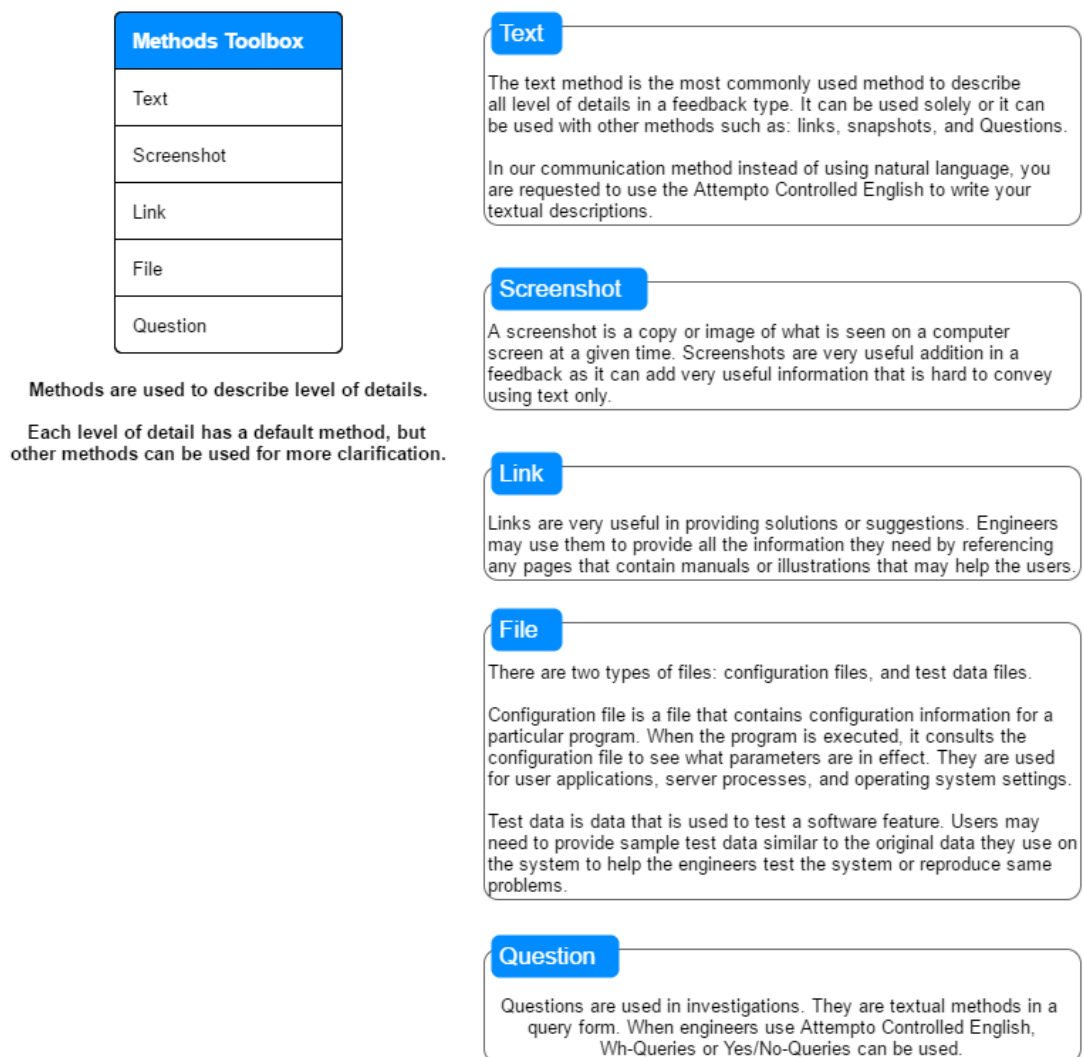 Methods Toolbox
Text
Screenshot
Link
File
Question
Methods are used to describe level of details.
Each level of detail has a default method, but
other methods can be used for more clarification.
Text
The text method is the most commonly used method to describe
all level of details in a feedback type. It can be used solely or it can
be used with other methods such as: links, snapshots, and Questions.
In our communication method instead of using natural language, you
are requested to use the Attempto Controlled English to write your
textual descriptions.
Screenshot
A screenshot is a copy or image of what is seen on a computer
screen at a given time. Screenshots are very useful addition in a
feedback as it can add very useful information that is hard to convey
using text only.
Link
Links are very useful in providing solutions or suggestions. Engineers
may use them to provide all the information they need by referencing
any pages that contain manuals or illustrations that may help the users.
File
There are two types of files: configuration files, and test data files.
Configuration file is a file that contains configuration information for a
particular program. When the program is executed, it consults the
configuration file to see what parameters are in effect. They are used
for user applications, server processes, and operating system settings.
Test data is data that is used to test a software feature. Users may
need to provide sample test data similar to the original data they use on
the system to help the engineers test the system or reproduce same
problems.
Question
Questions are used in investigations. They are textual methods in a
query form. When engineers use Attempto Controlled English,
Wh-Queries or Yes/No-Queries can be used.